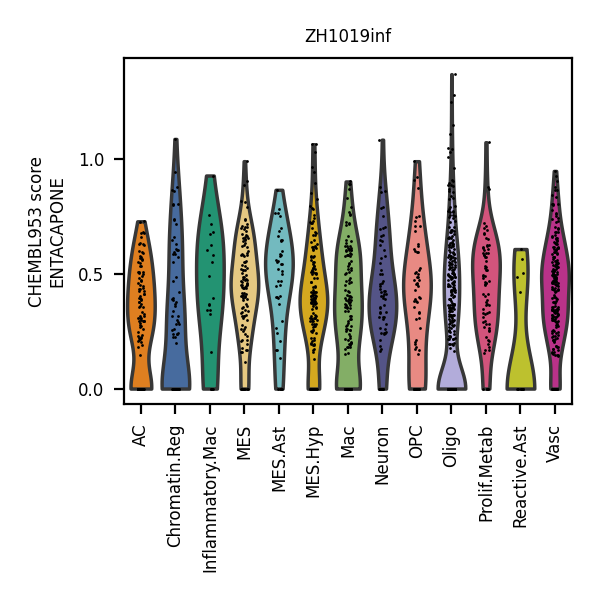 ZH1019inf
CHEMBL953 score
ENTACAPONE
1.0
0.5
0.0
AC
Chromatin.Reg
Inflammatory.Mac
MES
MES.Ast
MES.Hyp
Mac
Neuron
OPC
Oligo
Prolif.Metab
Reactive.Ast
Vasc